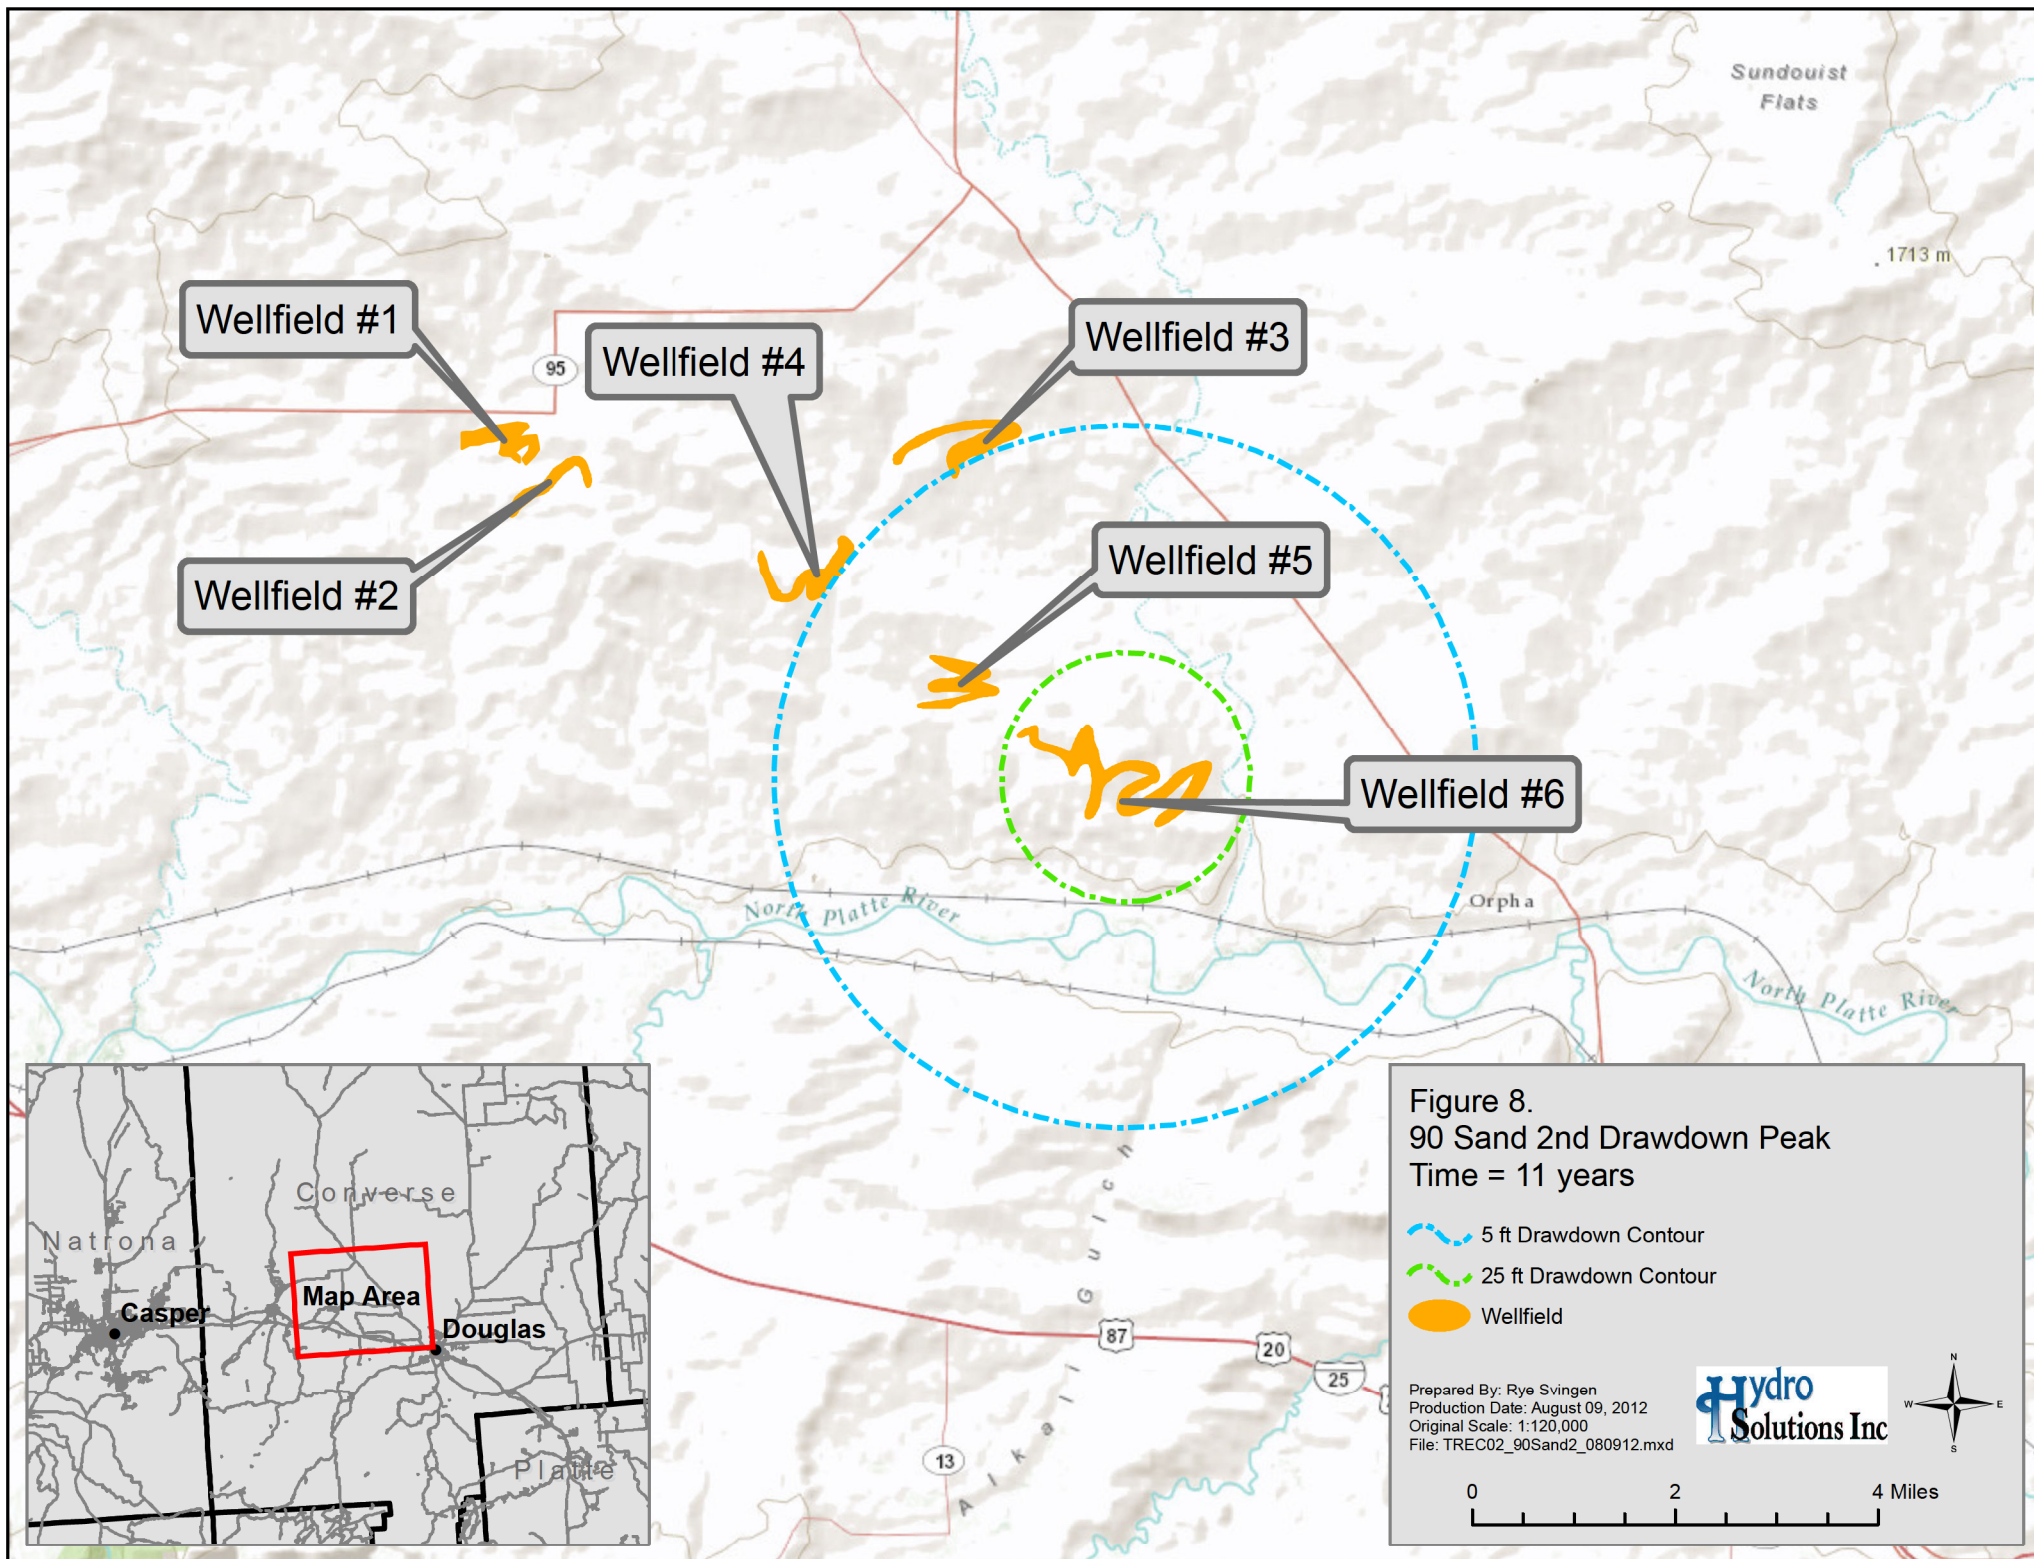 Sundouist
Flats
1713 m
Wellfield #1
Wellfield #3
Wellfield #4
95
Wellfield #5
Wellfield #2
Wellfield #6
Orpha
North Platte River
North Platte River
Alkali Gulch
87
20
25
13
Converse
Natrona
Map Area
Casper
Douglas
Platte
Figure 8.
90 Sand 2nd Drawdown Peak
Time = 11 years
5 ft Drawdown Contour
25 ft Drawdown Contour
Wellfield
Prepared By: Rye Svingen
Production Date: August 09, 2012
Original Scale: 1:120,000
File: TREC02_90Sand2_080912.mxd
Hydro
Solutions Inc
N
W E
S
0 2 4 Miles